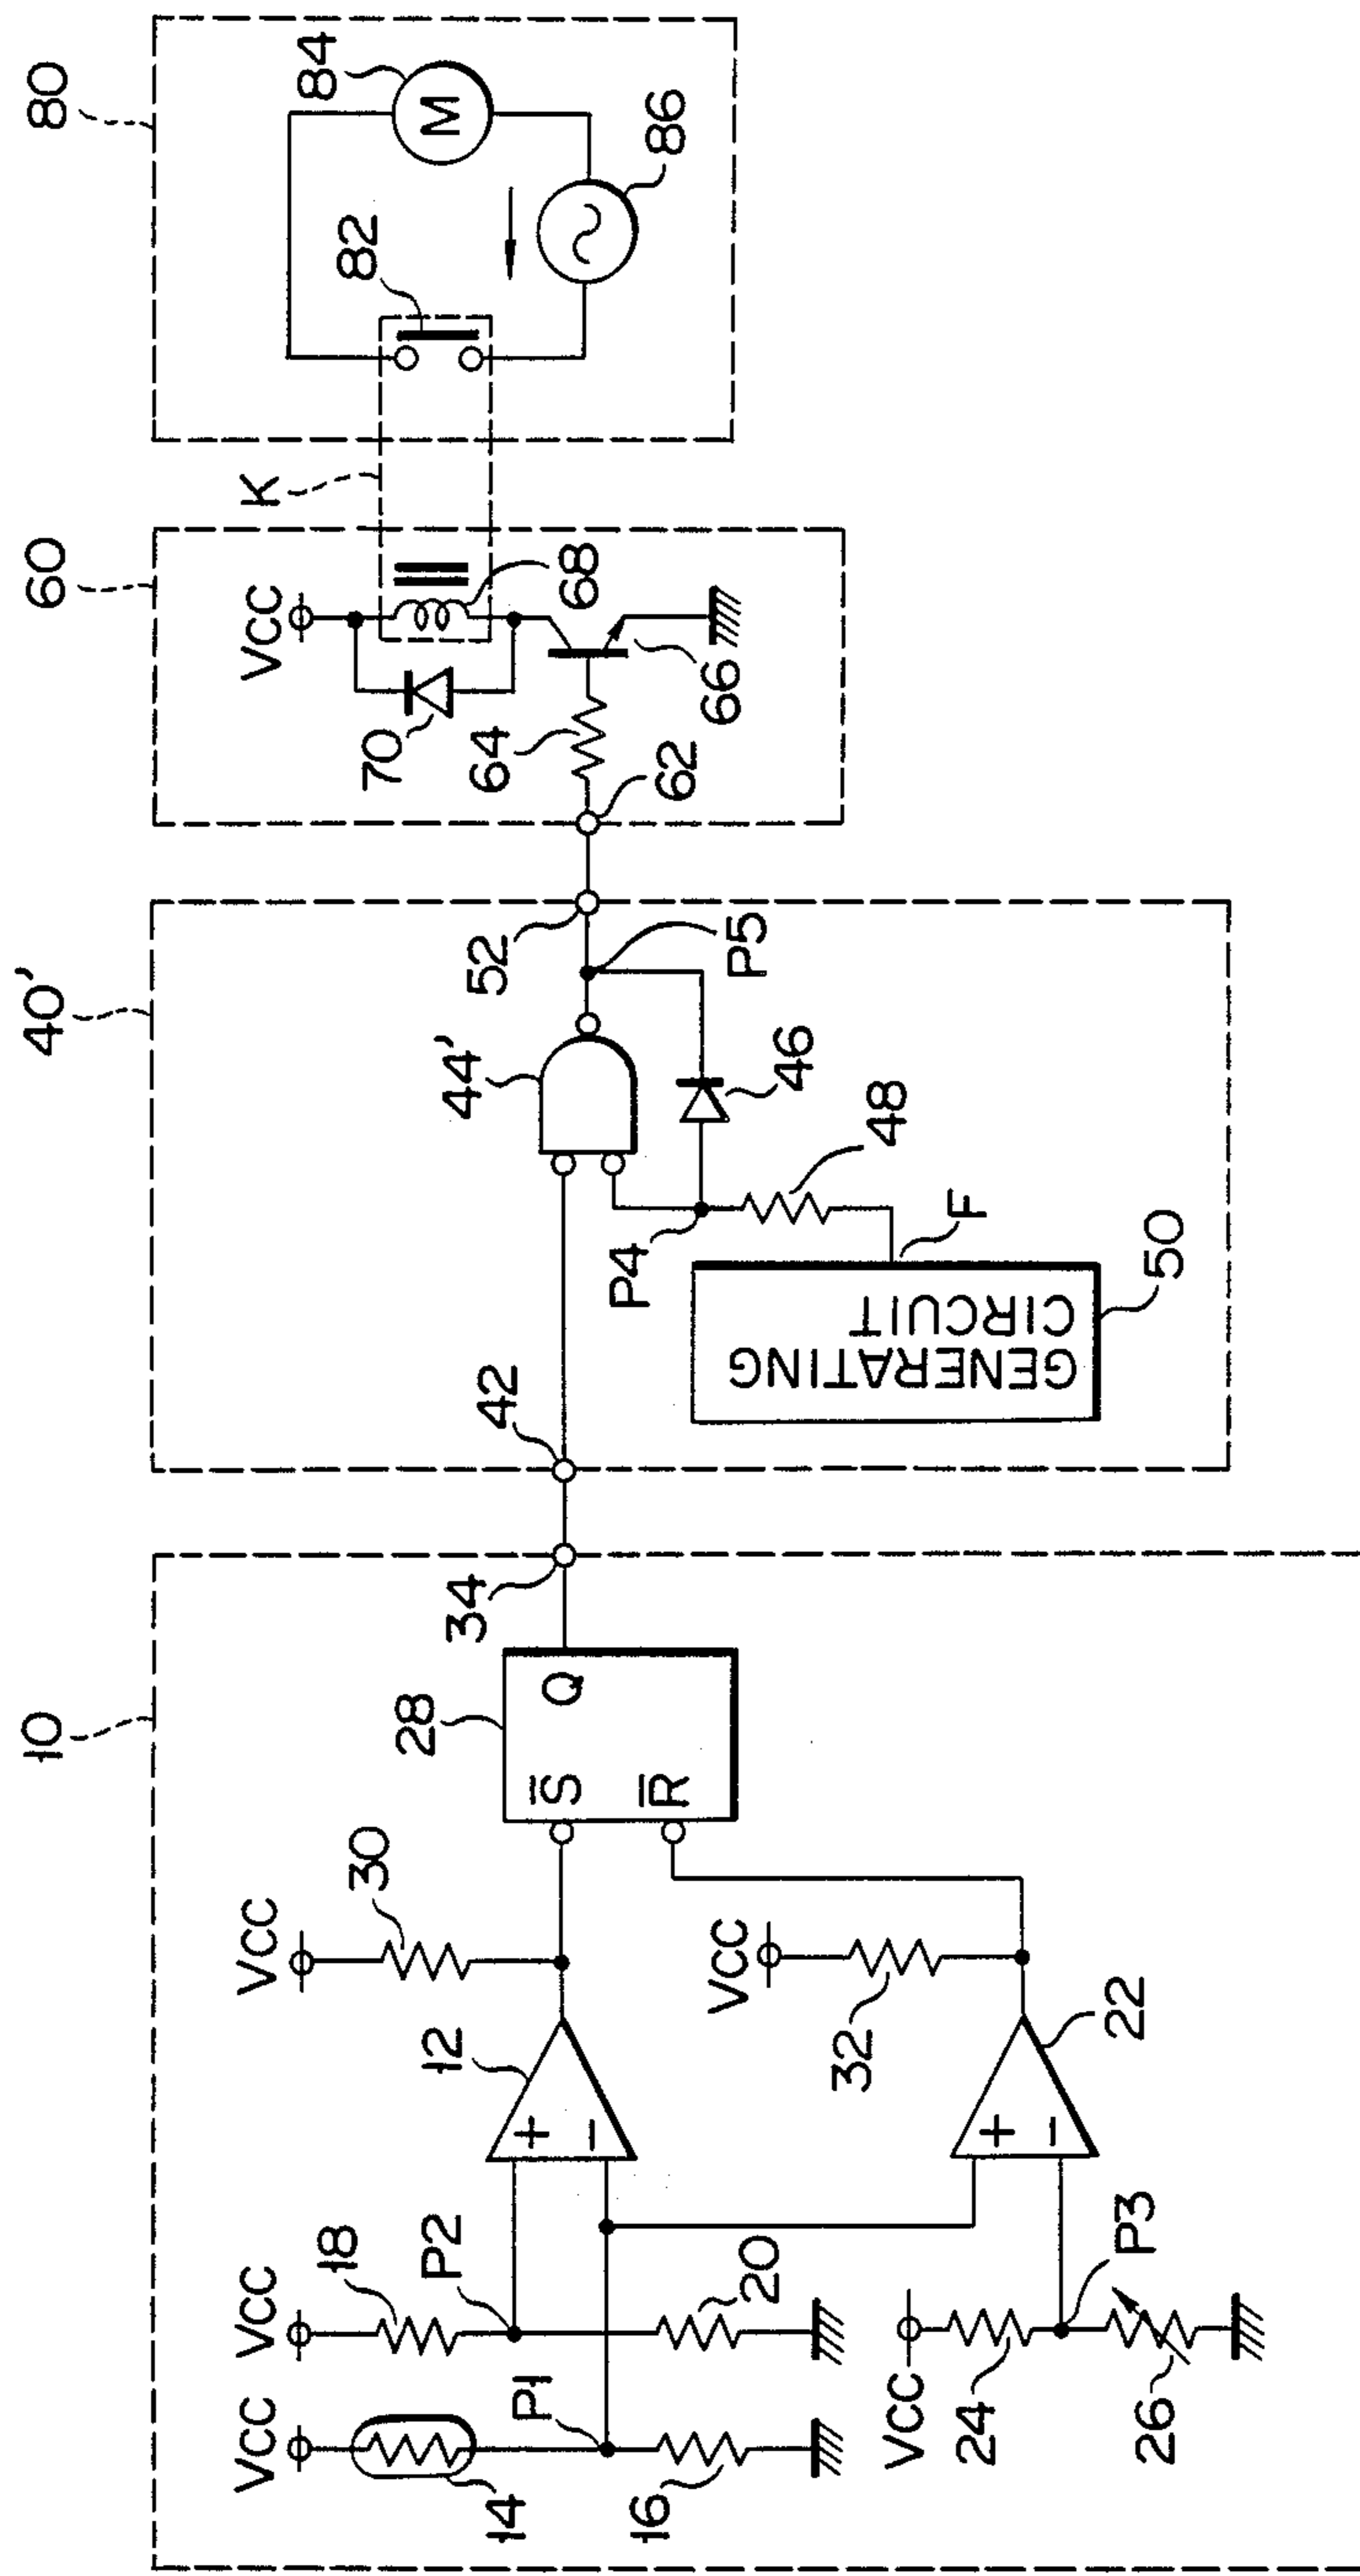 10
40'
60
80
VCC
VCC
18
P2
P1
14
16
20
VCC
24
26
P3
12
+
−
22
+
−
VCC
30
VCC
32
28
S̅
R̅
Q
34
42
44'
52
P5
46
P4
48
F
GENERATING
CIRCUIT
50
VCC
70
64
62
66
68
K
82
84
M
86